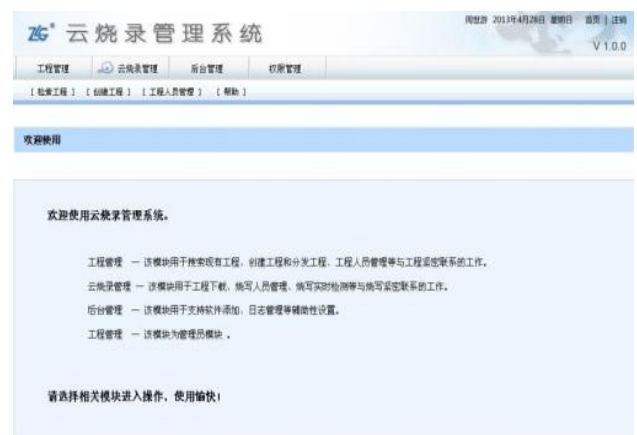 ZLG® 云烧录管理系统
周世游 2013年4月28日 星期日 首页 | 注销
V 1.0.0
工程管理 云烧录管理 后台管理 权限管理
[ 检索工程 ] [ 创建工程 ] [ 工程人员管理 ] [ 帮助 ]
欢迎使用
欢迎使用云烧录管理系统。
工程管理 — 该模块用于搜索现有工程、创建工程和分发工程、工程人员管理等与工程紧密联系的工作。
云烧录管理 — 该模块用于工程下载、烧写人员管理、烧写实时检测等与烧写紧密联系的工作。
后台管理 — 该模块用于支持软件添加、日志管理等辅助性设置。
工程管理 — 该模块为管理员模块 。
请选择相关模块进入操作，使用愉快！